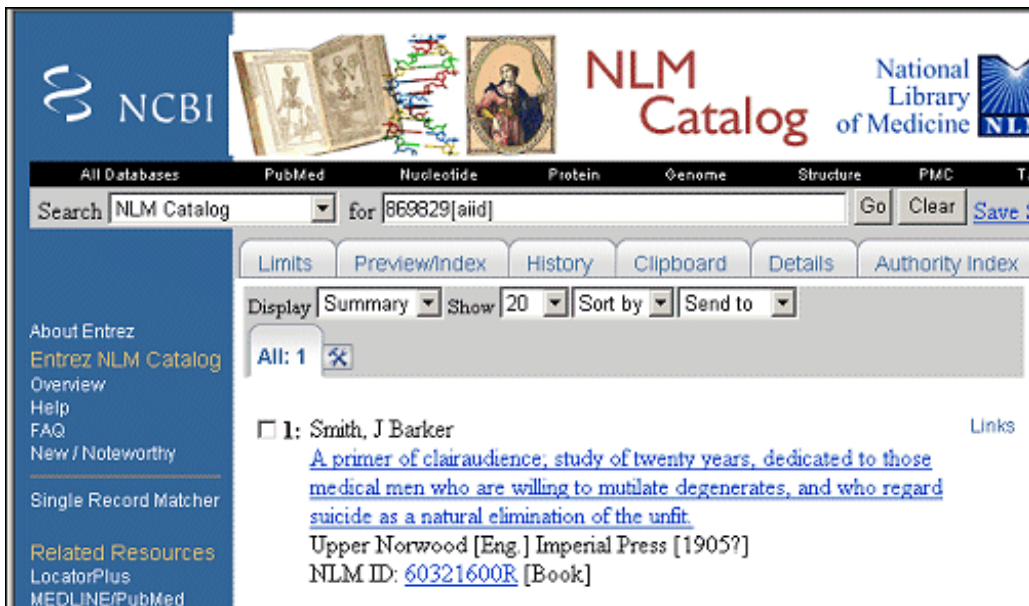 NCBI
NLM
Catalog
National
Library
of Medicine
NLM
All Databases PubMed Nucleotide Protein Genome Structure PMC
Search NLM Catalog for 869829[aiid] Go Clear Save
Limits Preview/Index History Clipboard Details Authority Index
Display Summary Show 20 Sort by Send to
All: 1
About Entrez
Entrez NLM Catalog
Overview
Help
FAQ
New / Noteworthy
Single Record Matcher
Related Resources
LocatorPlus
MEDLINE/PubMed
1: Smith, J Barker Links
A primer of clairaudience; study of twenty years, dedicated to those
medical men who are willing to mutilate degenerates, and who regard
suicide as a natural elimination of the unfit.
Upper Norwood [Eng.] Imperial Press [1905?]
NLM ID: 60321600R [Book]